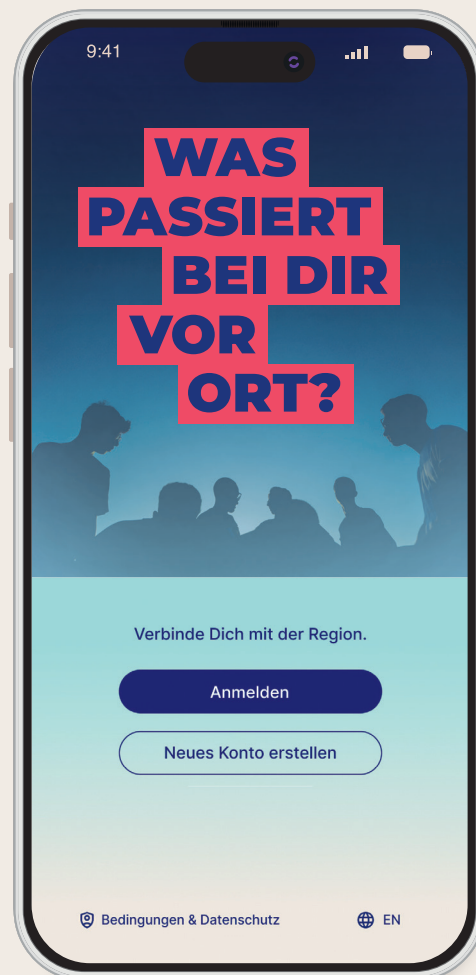 9:41
WAS
PASSIERT
BEI DIR
VOR
ORT?
Verbinde Dich mit der Region.
Anmelden
Neues Konto erstellen
Bedingungen & Datenschutz
EN